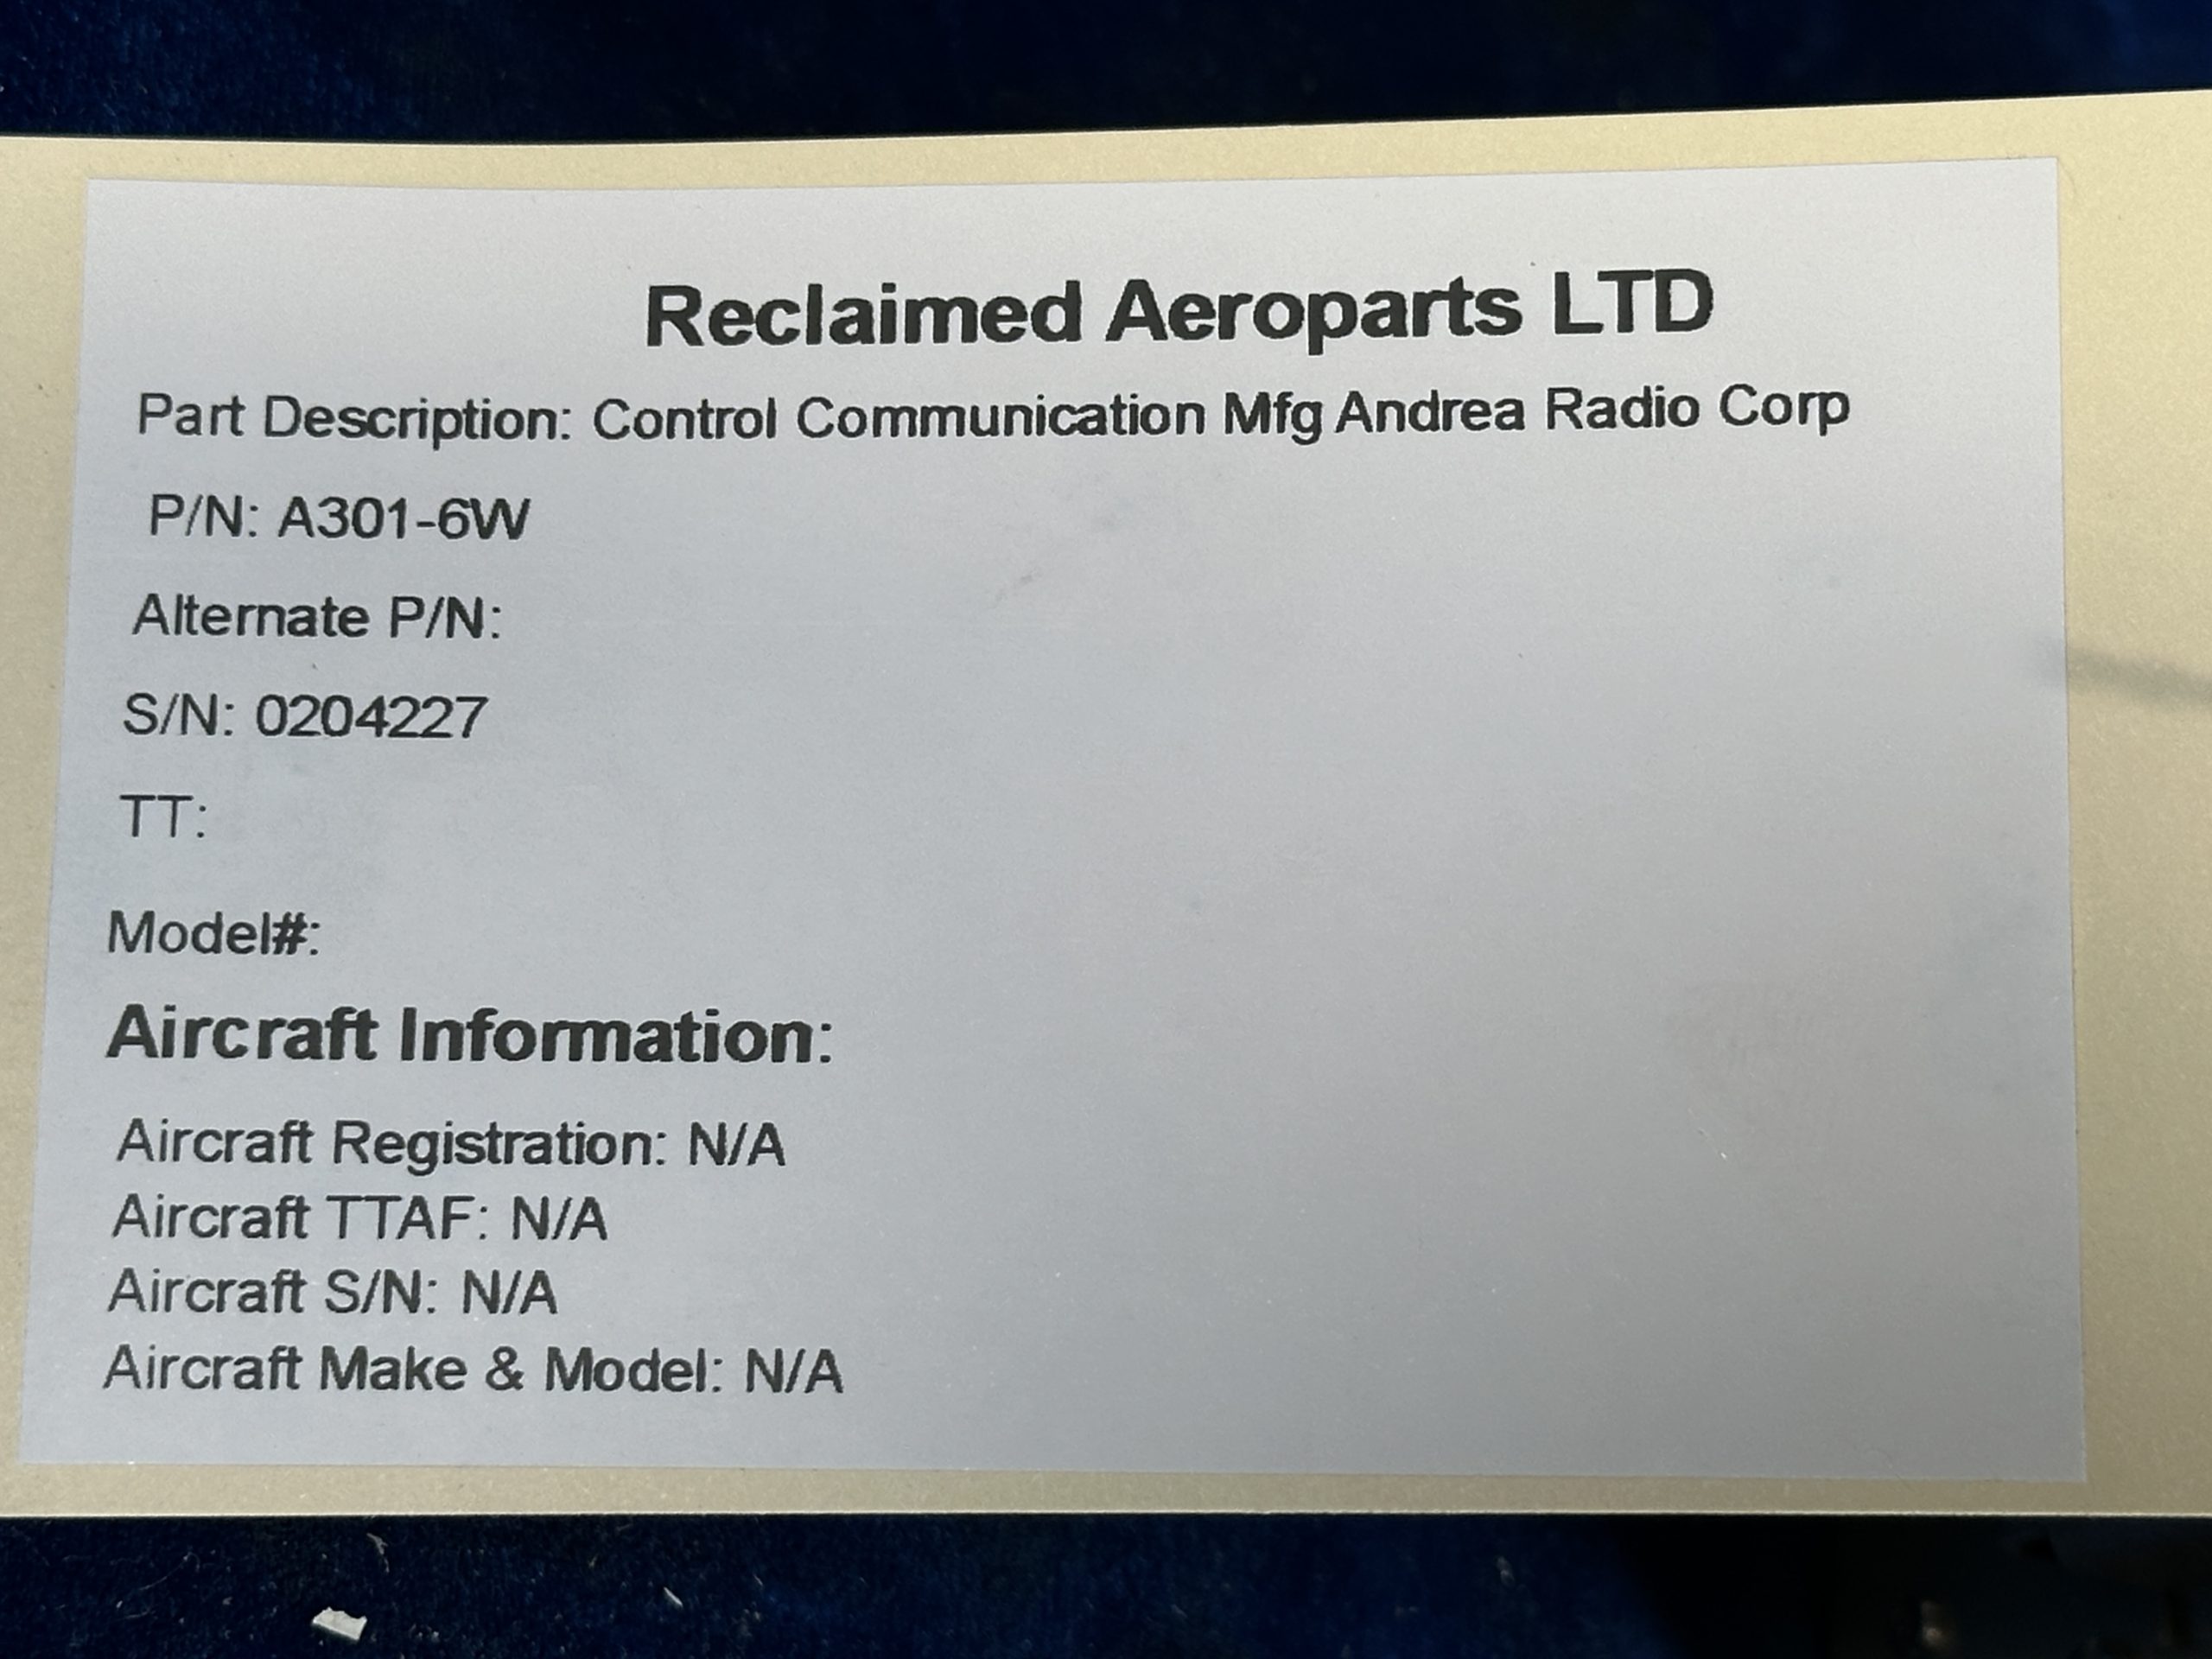 Reclaimed Aeroparts LTD
Part Description: Control Communication Mfg Andrea Radio Corp
P/N: A301-6W
Alternate P/N:
S/N: 0204227
TT:
Model#:
Aircraft Information:
Aircraft Registration: N/A
Aircraft TTAF: N/A
Aircraft S/N: N/A
Aircraft Make & Model: N/A